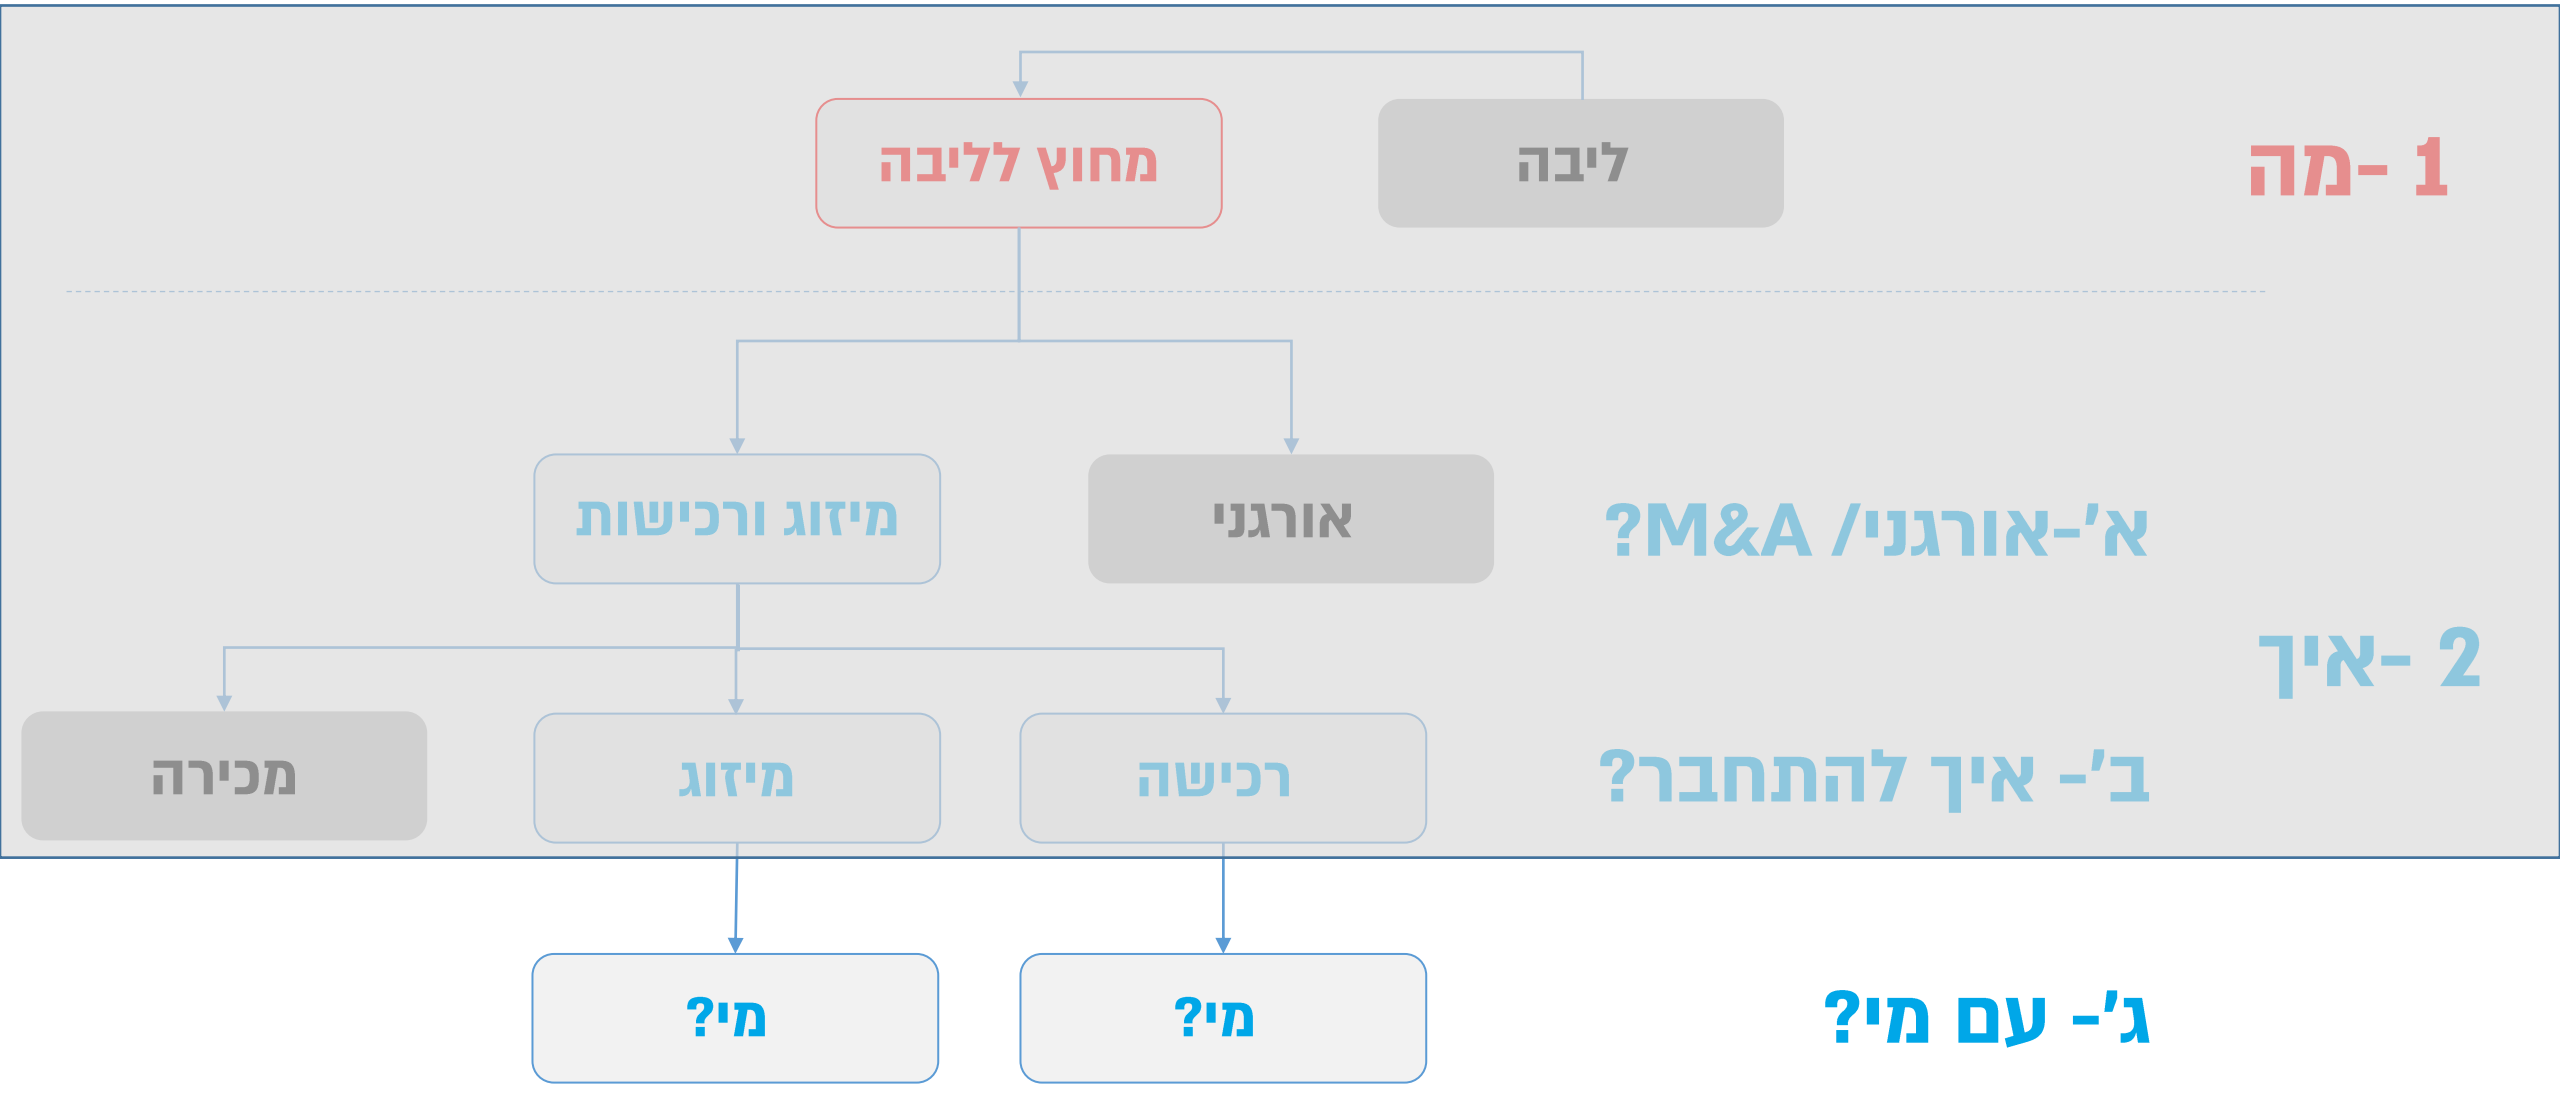 1 -מה
ליבה
מחוץ לליבה
2 -איך
א'-אורגני/ M&A?
אורגני
מיזוג ורכישות
ב'- איך להתחבר?
רכישה
מיזוג
מכירה
ג'- עם מי?
מי?
מי?